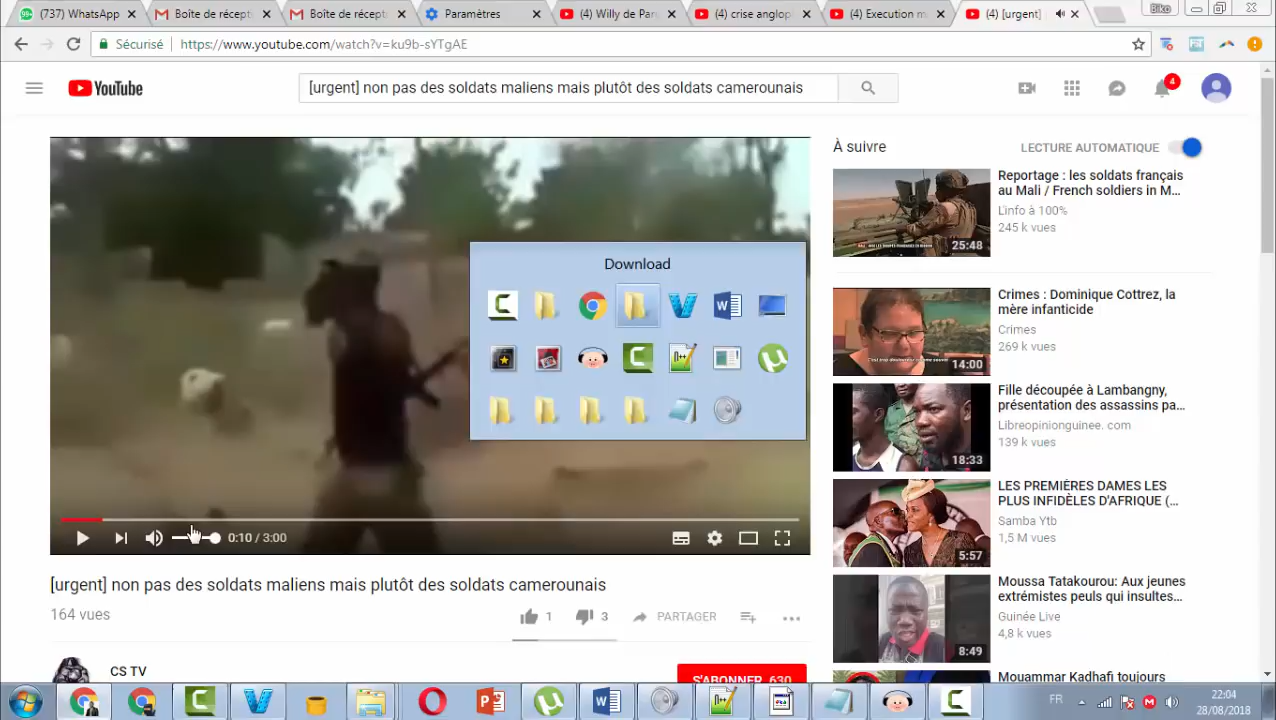 (737) WhatsApp
Boîte de récept
Boîte de récept
Paramètres
(4) Willy de Par
(4) crise angloph
(4) Execution m
(4) [urgent]
Biko
Sécurisé
https://www.youtube.com/watch?v=ku9b-sYTgAE
YouTube
[urgent] non pas des soldats maliens mais plutôt des soldats camerounais
4
Download
0:10 / 3:00
[urgent] non pas des soldats maliens mais plutôt des soldats camerounais
164 vues
1
3
PARTAGER
CS TV
S'ABONNER 630
À suivre
LECTURE AUTOMATIQUE
25:48
Reportage : les soldats français
au Mali / French soldiers in M...
L'info à 100%
245 k vues
14:00
Crimes : Dominique Cottrez, la
mère infanticide
Crimes
269 k vues
18:33
Fille découpée à Lambangny,
présentation des assassins pa...
Libreopinionguinee. com
139 k vues
5:57
LES PREMIÈRES DAMES LES
PLUS INFIDÈLES D'AFRIQUE (...
Samba Ytb
1,5 M vues
8:49
Moussa Tatakourou: Aux jeunes
extrémistes peuls qui insultes...
Guinée Live
4,8 k vues
Mouammar Kadhafi toujours
FR
22:04
28/08/2018